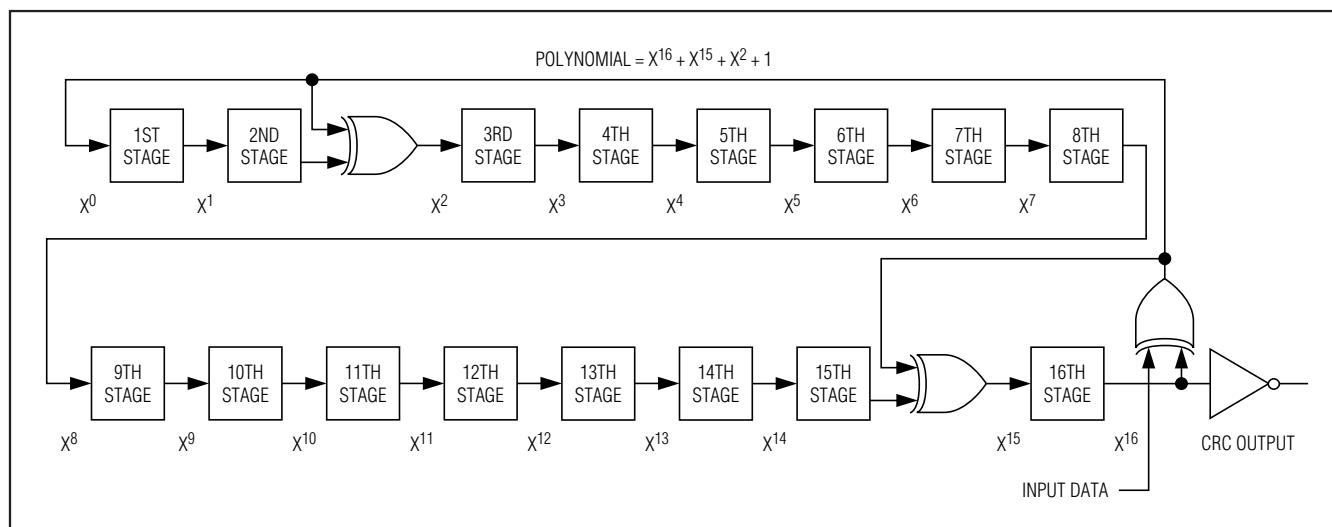 POLYNOMIAL = X¹⁶ + X¹⁵ + X² + 1
1ST
STAGE
2ND
STAGE
3RD
STAGE
4TH
STAGE
5TH
STAGE
6TH
STAGE
7TH
STAGE
8TH
STAGE
X⁰ X¹ X² X³ X⁴ X⁵ X⁶ X⁷
9TH
STAGE
10TH
STAGE
11TH
STAGE
12TH
STAGE
13TH
STAGE
14TH
STAGE
15TH
STAGE
16TH
STAGE
X⁸ X⁹ X¹⁰ X¹¹ X¹² X¹³ X¹⁴ X¹⁵ X¹⁶ CRC OUTPUT
INPUT DATA